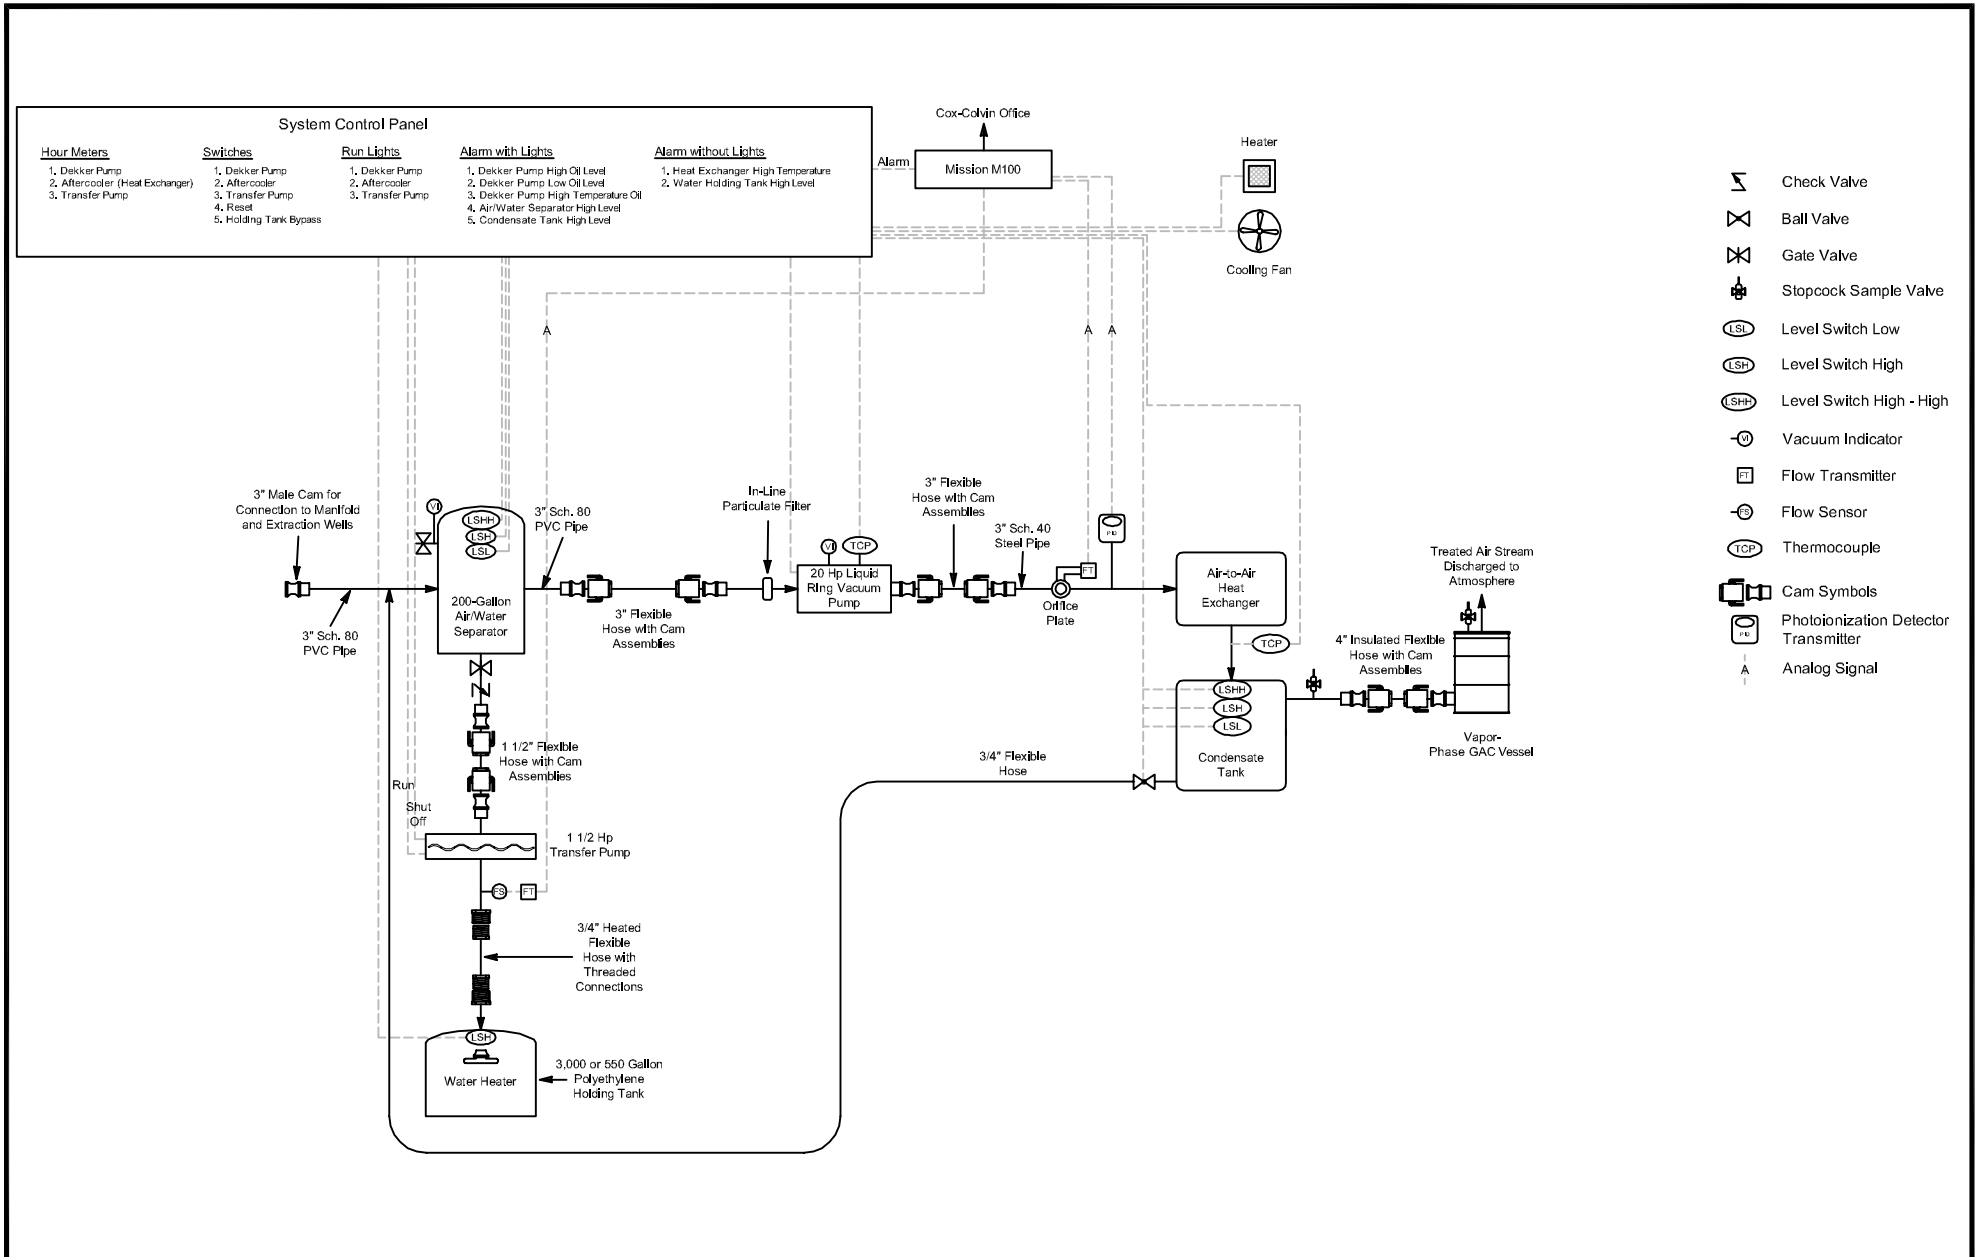 System Control Panel
Hour Meters
1. Dekker Pump
2. Aftercooler (Heat Exchanger)
3. Transfer Pump
Switches
1. Dekker Pump
2. Aftercooler
3. Transfer Pump
4. Reset
5. Holding Tank Bypass
Run Lights
1. Dekker Pump
2. Aftercooler
3. Transfer Pump
Alarm with Lights
1. Dekker Pump High Oil Level
2. Dekker Pump Low Oil Level
3. Dekker Pump High Temperature Oil
4. Air/Water Separator High Level
5. Condensate Tank High Level
Alarm without Lights
1. Heat Exchanger High Temperature
2. Water Holding Tank High Level
Alarm
Cox-Colvin Office
Mission M100
Heater
Cooling Fan
A
A
A
3" Male Cam for
Connection to Manifold
and Extraction Wells
3" Sch. 80
PVC Pipe
VI
LSHH
LSH
LSL
200-Gallon
Air/Water
Separator
3" Sch. 80
PVC Pipe
3" Flexible
Hose with Cam
Assemblies
In-Line
Particulate Filter
VI
TCP
20 Hp Liquid
Ring Vacuum
Pump
3" Flexible
Hose with Cam
Assemblies
3" Sch. 40
Steel Pipe
FT
Orifice
Plate
PID
Air-to-Air
Heat
Exchanger
TCP
LSHH
LSH
LSL
Condensate
Tank
3/4" Flexible
Hose
4" Insulated Flexible
Hose with Cam
Assemblies
Treated Air Stream
Discharged to
Atmosphere
Vapor-
Phase GAC Vessel
1 1/2" Flexible
Hose with Cam
Assemblies
Run
Shut
Off
1 1/2 Hp
Transfer Pump
FS
FT
3/4" Heated
Flexible
Hose with
Threaded
Connections
LSH
Water Heater
3,000 or 550 Gallon
Polyethylene
Holding Tank
Check Valve
Ball Valve
Gate Valve
Stopcock Sample Valve
LSL Level Switch Low
LSH Level Switch High
LSHH Level Switch High - High
VI Vacuum Indicator
FT Flow Transmitter
FS Flow Sensor
TCP Thermocouple
Cam Symbols
PID Photoionization Detector
Transmitter
A Analog Signal